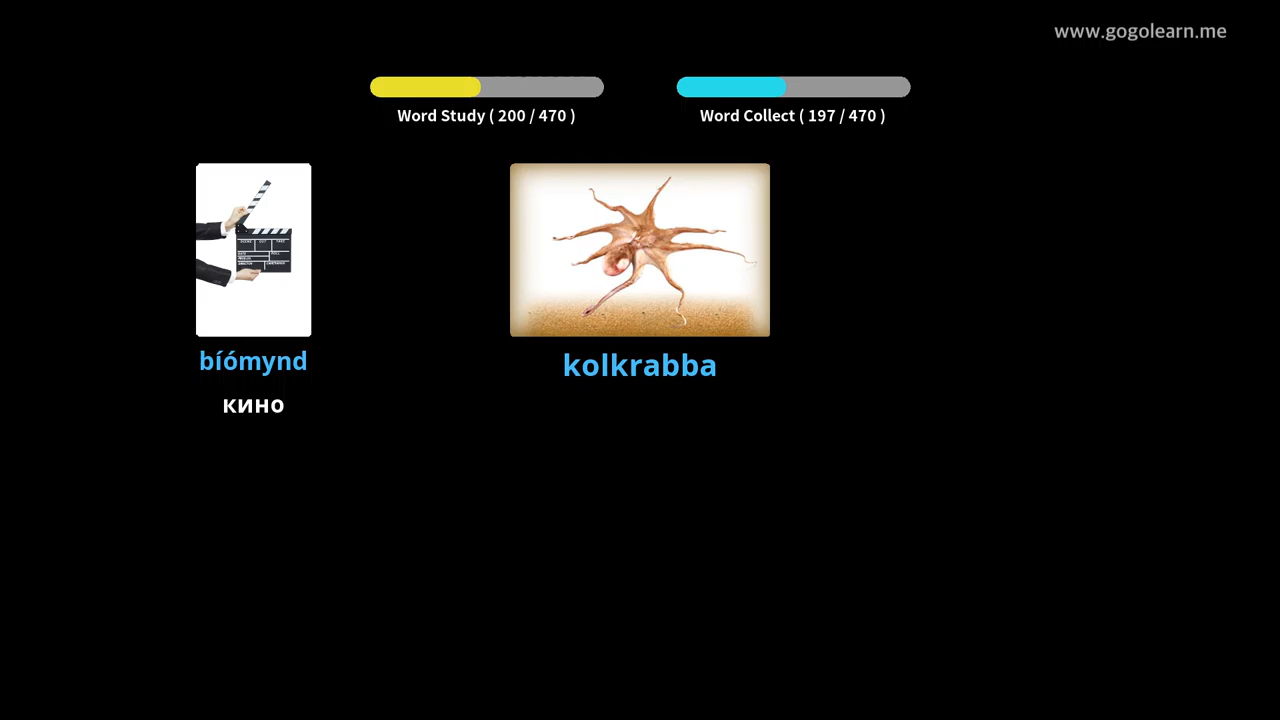 www.gogolearn.me
Word Study ( 200 / 470 )
Word Collect ( 197 / 470 )
bíómynd
кино
kolkrabba